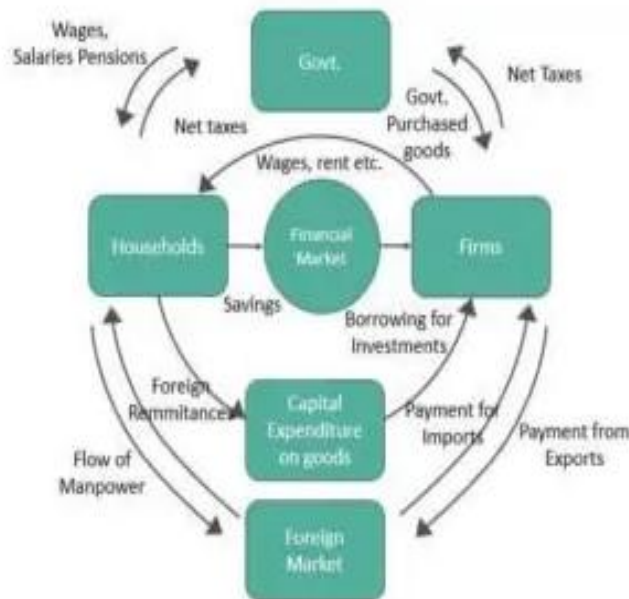 Wages,
Salaries Pensions
Govt.
Net Taxes
Net taxes
Govt.
Purchased
goods
Wages, rent etc.
Households
Financial
'Market
Firms
Savings
Borrowing for
Investments
Foreign
Remmitances
Capital
Expenditure
on goods
Payment for
Imports
Flow of
Manpower
Payment from
Exports
Foreign
Market